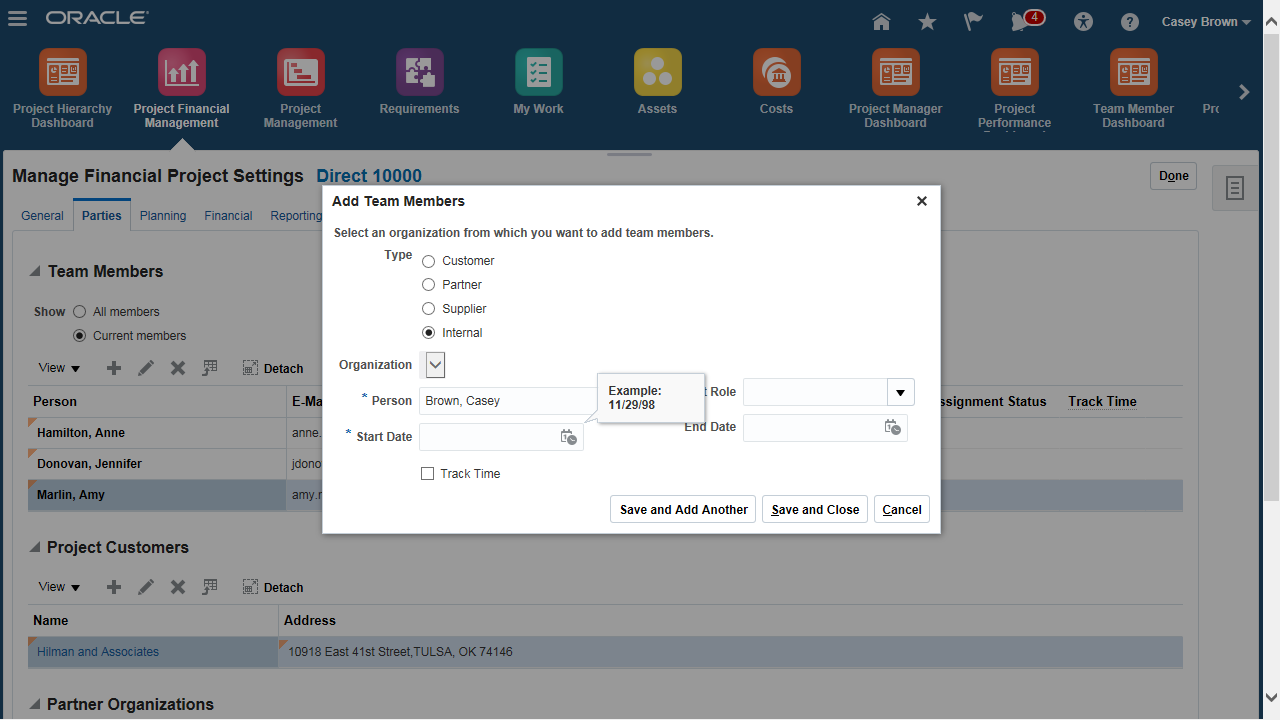 ORACLE
4
Casey Brown
Project Hierarchy Dashboard
Project Financial Management
Project Management
Requirements
My Work
Assets
Costs
Project Manager Dashboard
Project Performance
Team Member Dashboard
Manage Financial Project Settings Direct 10000
Done
General Parties Planning Financial Reporting
Team Members
Show All members
Current members
View Detach
Person
Track Time
Hamilton, Anne anne.
Donovan, Jennifer jdono
Marlin, Amy
Project Customers
View Detach
Name Address
Hilman and Associates 10918 East 41st Street,TULSA, OK 74146
Partner Organizations
Add Team Members
Select an organization from which you want to add team members.
Type Customer
Partner
Supplier
Internal
Organization
* Person Brown, Casey
Role
Example:
11/29/98
* Start Date
End Date
Track Time
Save and Add Another Save and Close Cancel